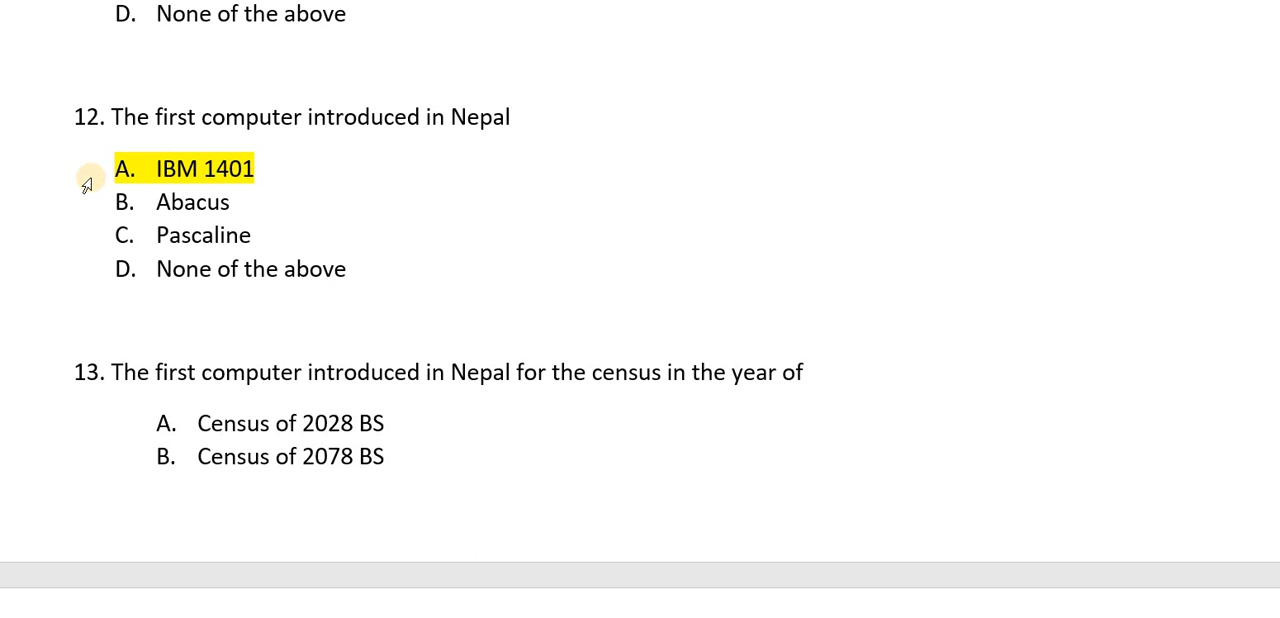 D. None of the above
12. The first computer introduced in Nepal
A. IBM 1401
B. Abacus
C. Pascaline
D. None of the above
13. The first computer introduced in Nepal for the census in the year of
A. Census of 2028 BS
B. Census of 2078 BS